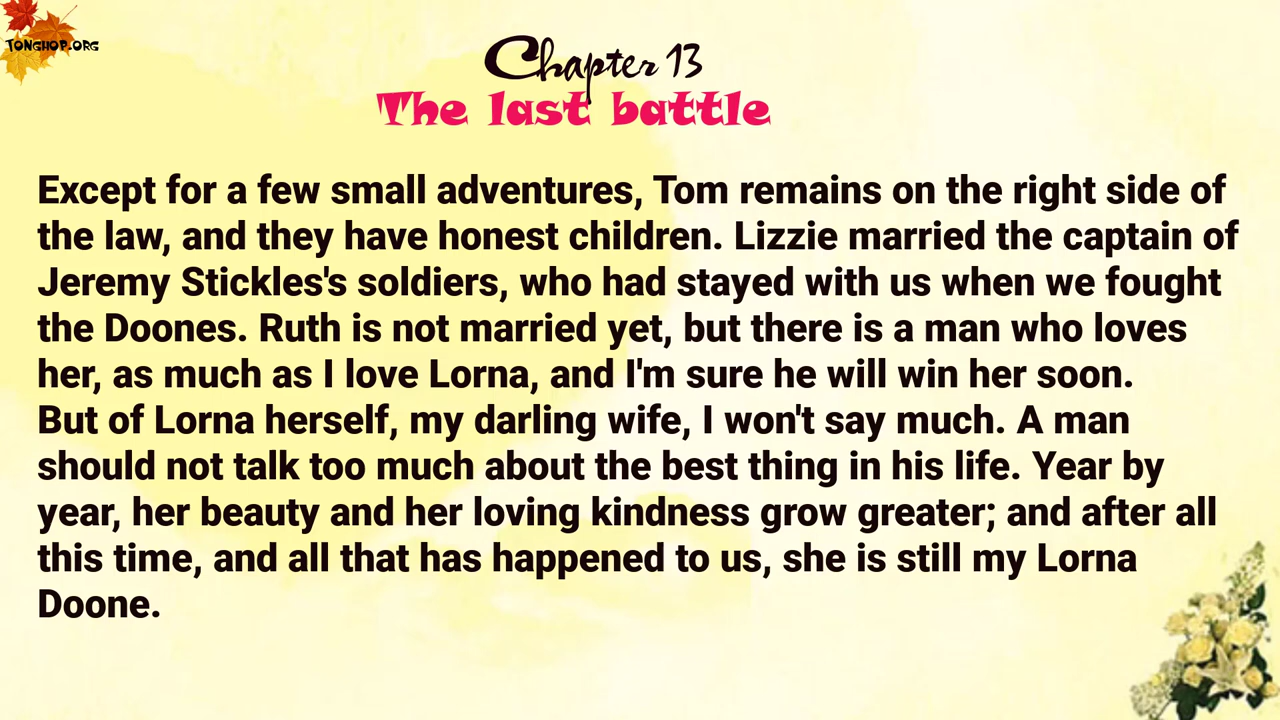 TONGHOP.ORG
Chapter 13
The last battle
Except for a few small adventures, Tom remains on the right side of
the law, and they have honest children. Lizzie married the captain of
Jeremy Stickles's soldiers, who had stayed with us when we fought
the Doones. Ruth is not married yet, but there is a man who loves
her, as much as I love Lorna, and I'm sure he will win her soon.
But of Lorna herself, my darling wife, I won't say much. A man
should not talk too much about the best thing in his life. Year by
year, her beauty and her loving kindness grow greater; and after all
this time, and all that has happened to us, she is still my Lorna
Doone.